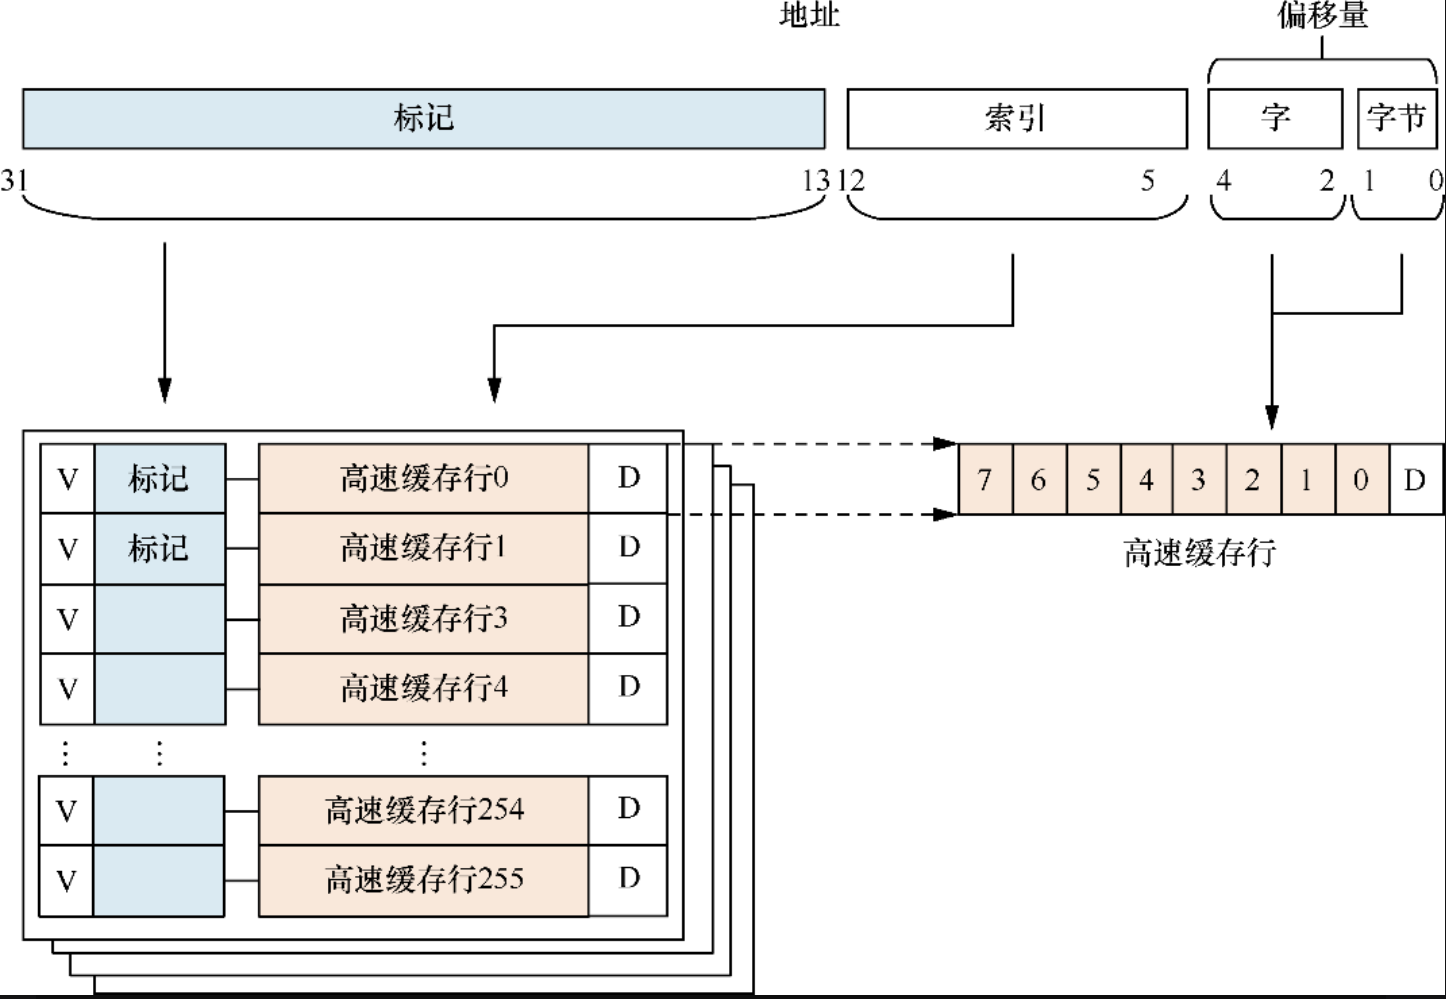 地址 偏移量
标记 索引 字 字节
31 13 12 5 4 2 1 0
V 标记 高速缓存行0 D 7 6 5 4 3 2 1 0 D
V 标记 高速缓存行1 D 高速缓存行
V 高速缓存行3 D
V 高速缓存行4 D
⋮ ⋮ ⋮
V 高速缓存行254 D
V 高速缓存行255 D